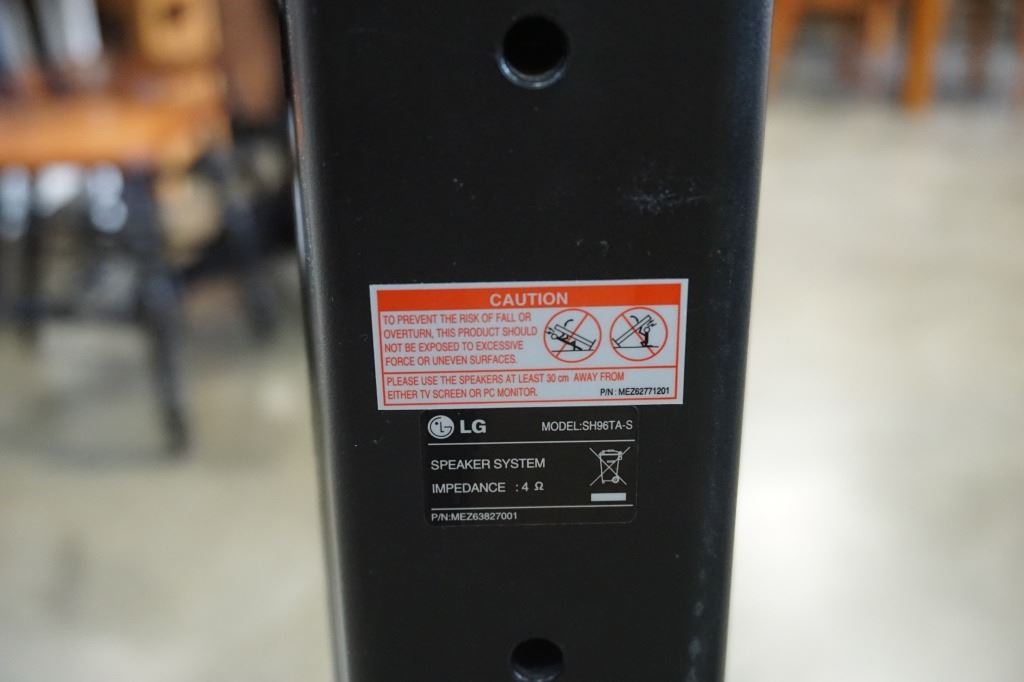 CAUTION
TO PREVENT THE RISK OF FALL OR
OVERTURN, THIS PRODUCT SHOULD
NOT BE EXPOSED TO EXCESSIVE
FORCE OR UNEVEN SURFACES.
PLEASE USE THE SPEAKERS AT LEAST 30 cm AWAY FROM
EITHER TV SCREEN OR PC MONITOR. P/N : MEZ62771201
LG MODEL:SH96TA-S
SPEAKER SYSTEM
IMPEDANCE : 4 Ω
P/N:MEZ63827001